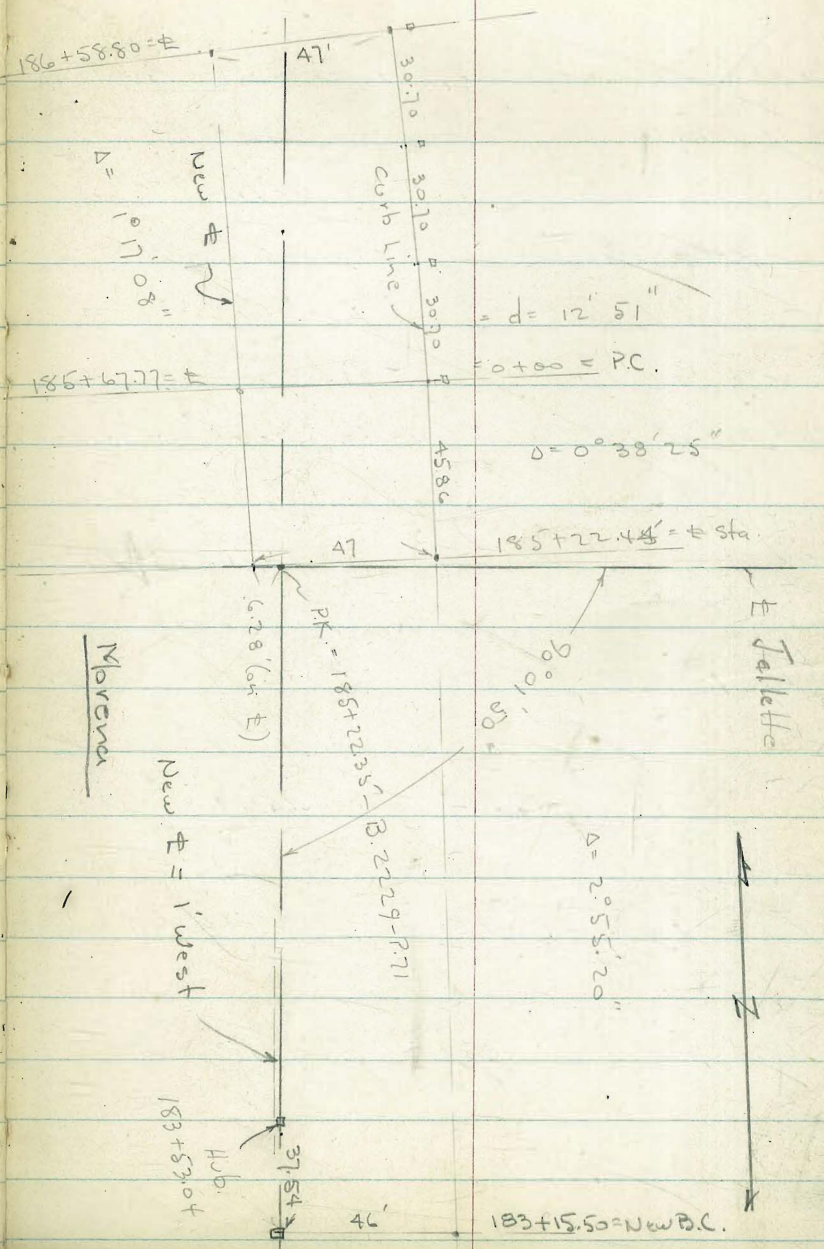 186+58.80=℄
47'
30.70
30.70
30.70
Curb Line
New ℄
Δ= 1° 17' 08"
= d= 12' 51"
185+67.77=℄
=0+00 = P.C.
45.86
Δ= 0° 38' 25"
47
185+22.44'=℄ Sta.
6.28' (on ℄)
P.K. = 185+22.35'-B.2229-P.71
90° 01' 50"
℄ Jellette
Morena
New ℄ = 1' West
Δ= 2° 55' 20"
N
Hub.
183+53.04
37.54
46'
183+15.50=New B.C.